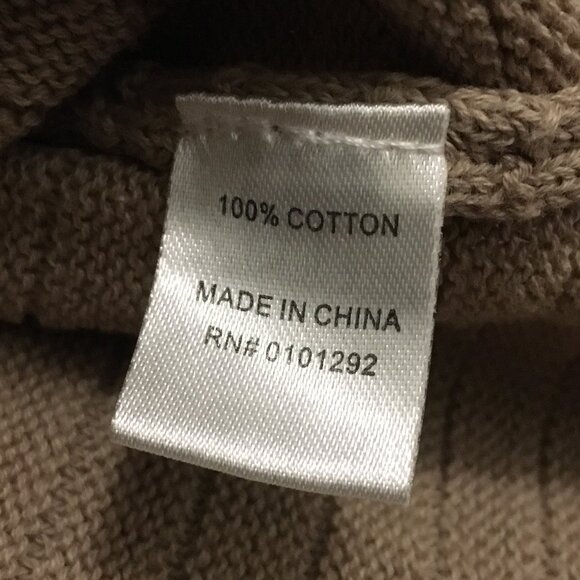 100% COTTON
MADE IN CHINA
RN# 0101292